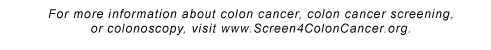 For more information about colon cancer, colon cancer screening,
or colonoscopy, visit www.Screen4ColonCancer.org.